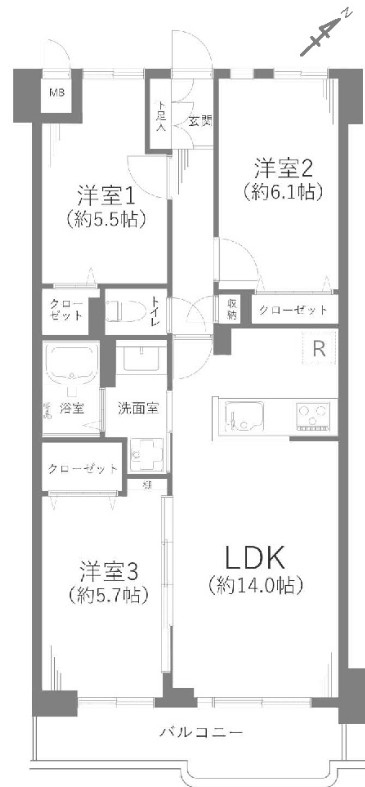 N
MB
下足入
玄関
洋室1
(約5.5帖)
洋室2
(約6.1帖)
クロー
ゼット
トイレ
収納
クローゼット
R
浴室
洗面室
クローゼット
棚
洋室3
(約5.7帖)
LDK
(約14.0帖)
バルコニー